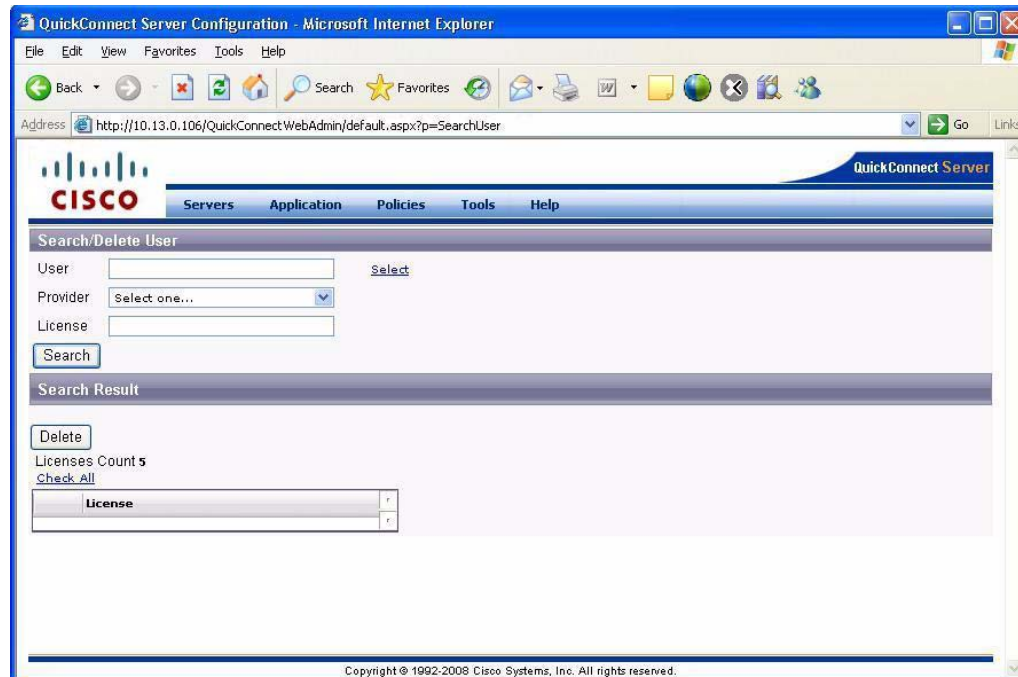 QuickConnect Server Configuration - Microsoft Internet Explorer
File Edit View Favorites Tools Help
Back Search Favorites
Address http://10.13.0.106/QuickConnectWebAdmin/default.aspx?p=SearchUser Go Links
CISCO
QuickConnect Server
Servers Application Policies Tools Help
Search/Delete User
User Select
Provider Select one...
License
Search
Search Result
Delete
Licenses Count 5
Check All
License
Copyright © 1992-2008 Cisco Systems, Inc. All rights reserved.